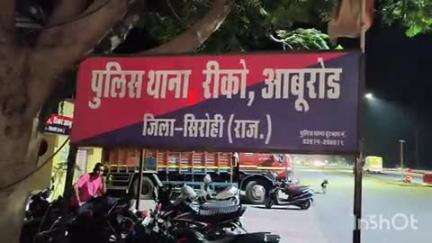 पुलिस थाना रीको, आबूरोड
जिला-सिरोही (राज.)
InShOt